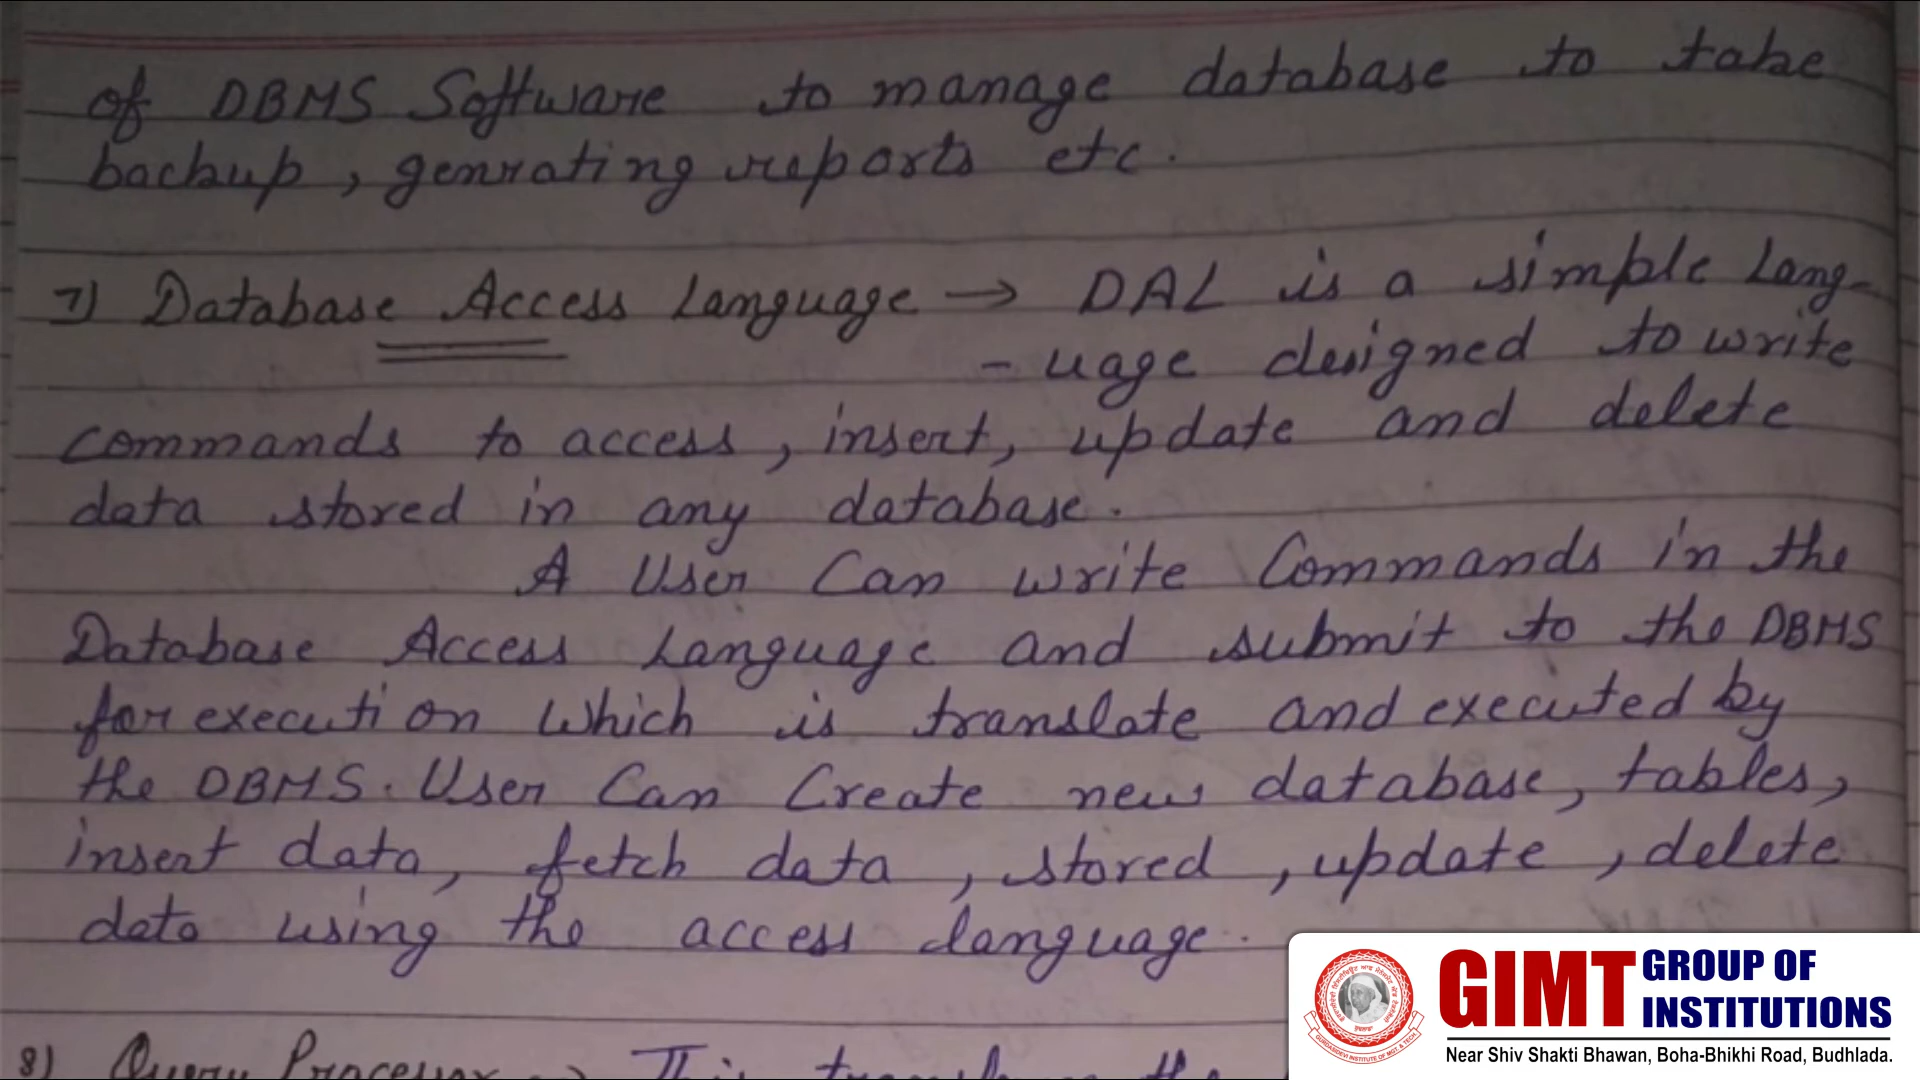 of DBMS Software to manage database to take
backup, genrating reports etc.
7) Database Access Language → DAL is a simple Lang-
- uage designed to write
commands to access, insert, update and delete
data stored in any database.
A User Can write Commands in the
Database Access Language and submit to the DBMS
for execution which is translate and executed by
the DBMS. User Can Create new database, tables,
insert data, fetch data, stored, update, delete
data using the access language.
8) Query Processor → This transforms the
GIMT GROUP OF
INSTITUTIONS
Near Shiv Shakti Bhawan, Boha-Bhikhi Road, Budhlada.